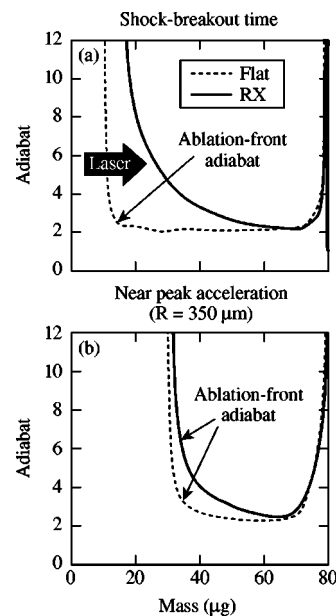 Shock-breakout time
12
(a)
Flat
RX
10
8
Ablation-front
adiabat
Laser
6
Adiabat
4
2
0
Near peak acceleration
(R = 350 μm)
12
(b)
10
Ablation-front
adiabat
8
6
Adiabat
4
2
0
0 20 40 60 80
Mass (μg)